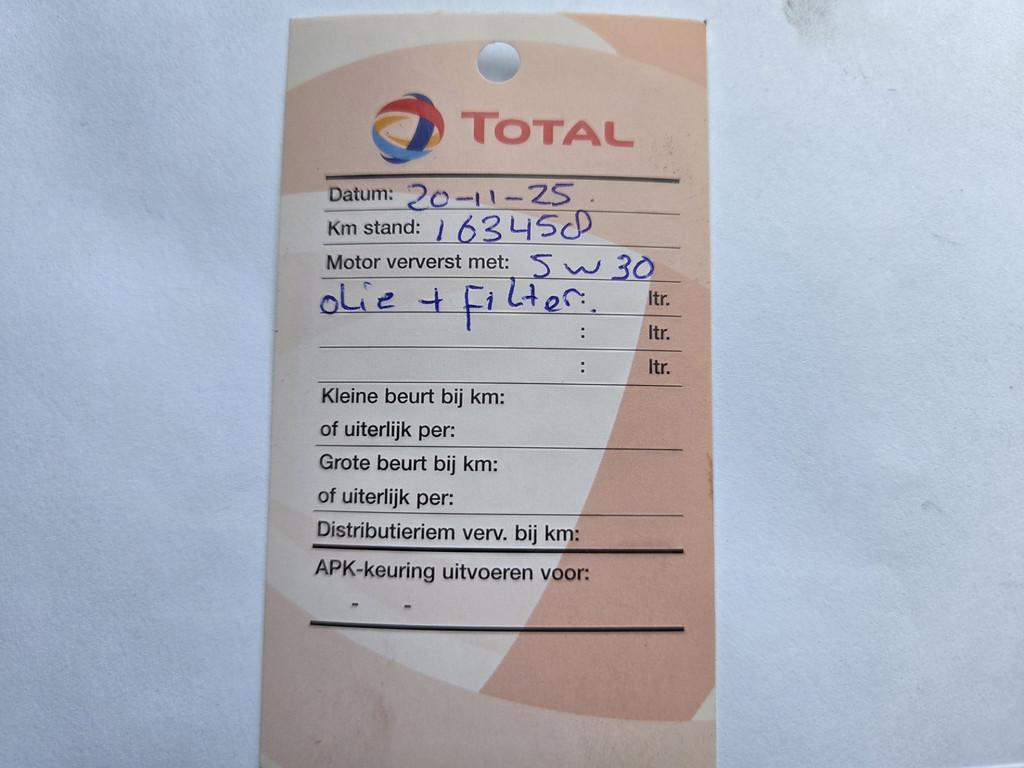 TOTAL
Datum: 20-11-25.
Km stand: 163458
Motor ververst met: 5w30
olie + filter. : ltr.
: ltr.
: ltr.
Kleine beurt bij km:
of uiterlijk per:
Grote beurt bij km:
of uiterlijk per:
Distributieriem verv. bij km:
APK-keuring uitvoeren voor:
- -